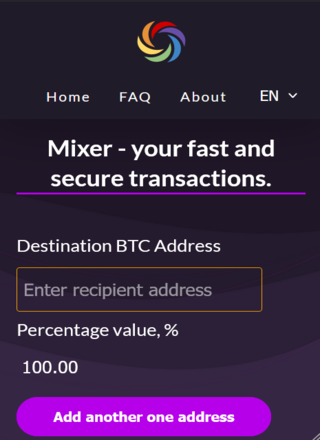 Home FAQ About EN
Mixer - your fast and
secure transactions.
Destination BTC Address
Enter recipient address
Percentage value, %
100.00
Add another one address